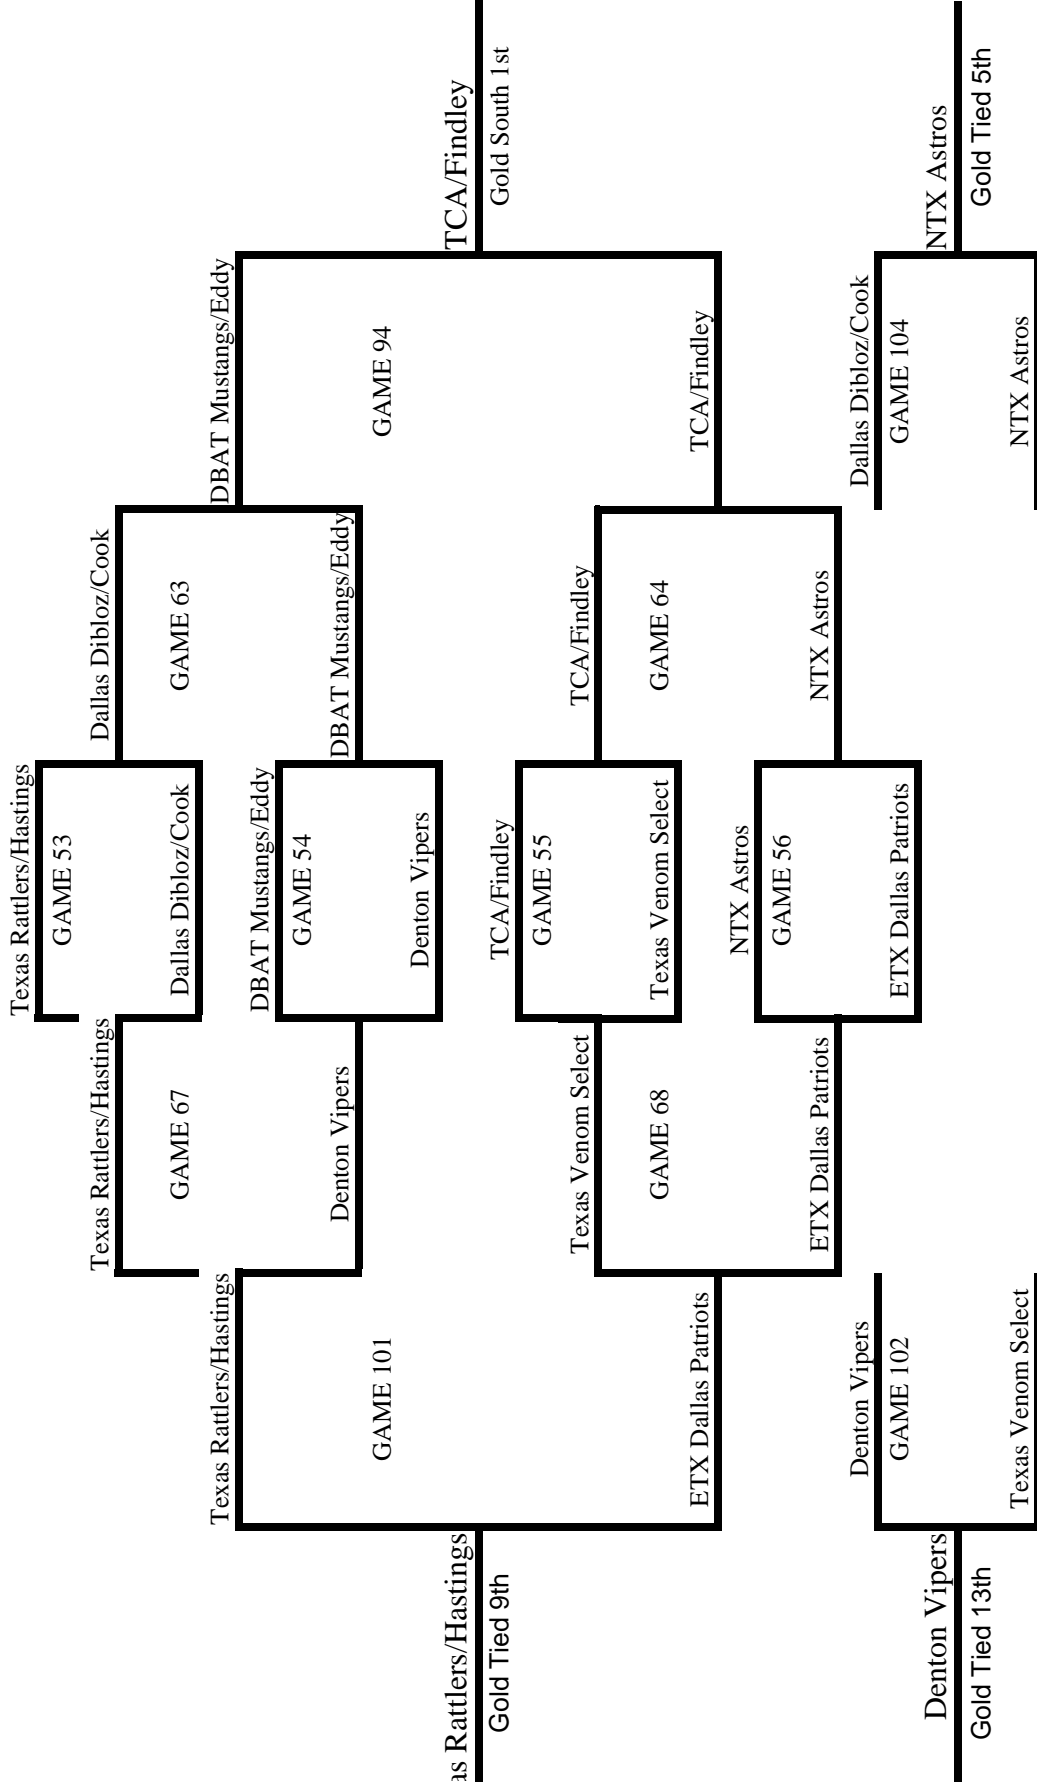 Texas Rattlers/Hastings
GAME 53
Dallas Dibloz/Cook
DBAT Mustangs/Eddy
GAME 54
Denton Vipers
TCA/Findley
GAME 55
Texas Venom Select
NTX Astros
GAME 56
ETX Dallas Patriots
Dallas Dibloz/Cook
GAME 63
DBAT Mustangs/Eddy
TCA/Findley
GAME 64
NTX Astros
DBAT Mustangs/Eddy
GAME 94
TCA/Findley
TCA/Findley
Gold South 1st
Dallas Dibloz/Cook
GAME 104
NTX Astros
NTX Astros
Gold Tied 5th
Texas Rattlers/Hastings
GAME 67
Denton Vipers
Texas Venom Select
GAME 68
ETX Dallas Patriots
Texas Rattlers/Hastings
GAME 101
ETX Dallas Patriots
as Rattlers/Hastings
Gold Tied 9th
Denton Vipers
GAME 102
Texas Venom Select
Denton Vipers
Gold Tied 13th